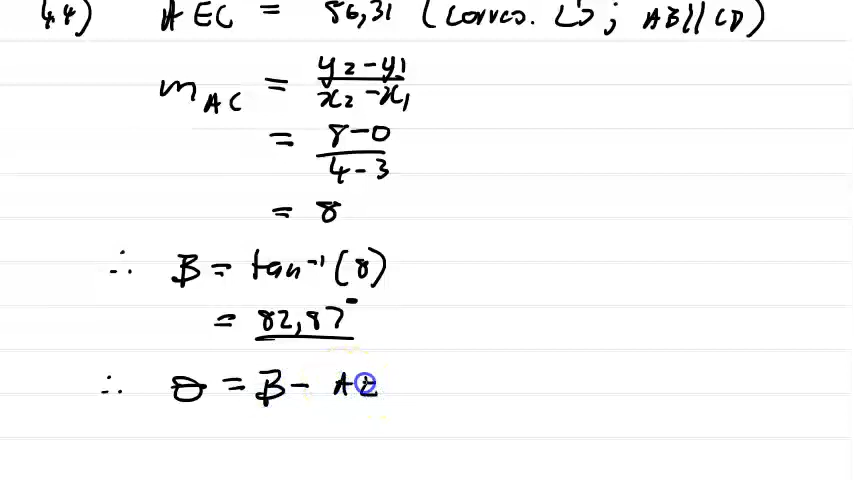 4.4) AEC = 56,31 (corres. ∠'s; AB//CD)
m_AC = y2-y1 / x2-x1
= 8-0 / 4-3
= 8
∴ β = tan⁻¹(8)
= 82,87°
∴ θ = β - AE